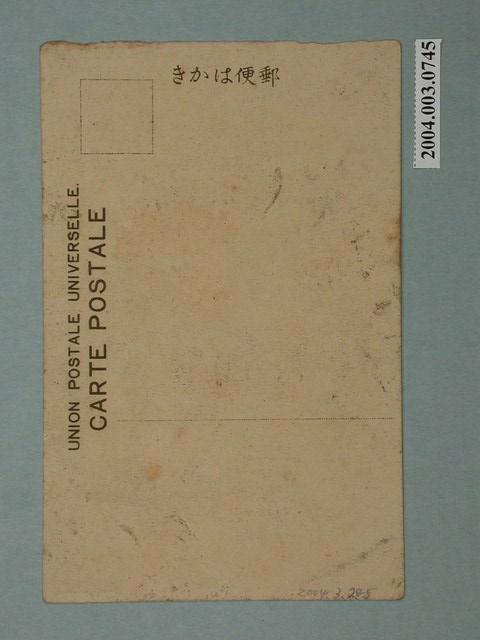 きかは便郵
UNION POSTALE UNIVERSELLE.
CARTE POSTALE
2004.003.0745